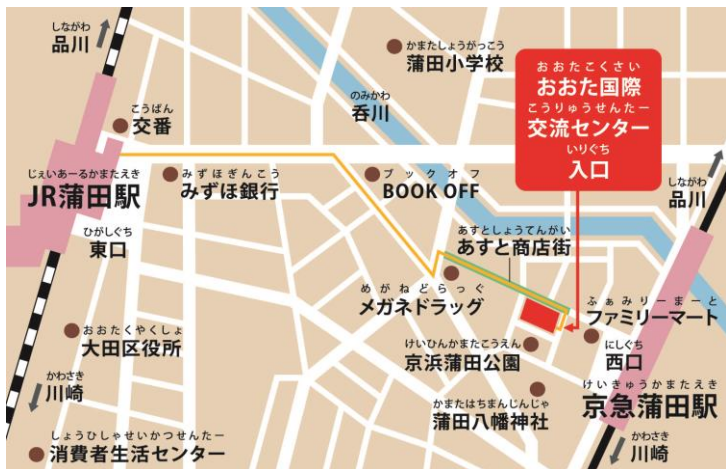 しながわ
品川
かまたしょうがっこう
蒲田小学校
おおたこくさい
おおた国際
こうりゅうせんたー
交流センター
いりぐち
入口
のみかわ
呑川
こうばん
交番
じぇいあーるかまたえき
JR蒲田駅
みずほぎんこう
みずほ銀行
ブックオフ
BOOK OFF
しながわ
品川
ひがしぐち
東口
あすとしょうてんがい
あすと商店街
めがねどらっぐ
メガネドラッグ
ふぁみりーまーと
ファミリーマート
おおたくやくしょ
大田区役所
けいひんかまたこうえん
京浜蒲田公園
にしぐち
西口
かわさき
川崎
かまたはちまんじんじゃ
蒲田八幡神社
けいきゅうかまたえき
京急蒲田駅
しょうひしゃせいかつせんたー
消費者生活センター
かわさき
川崎